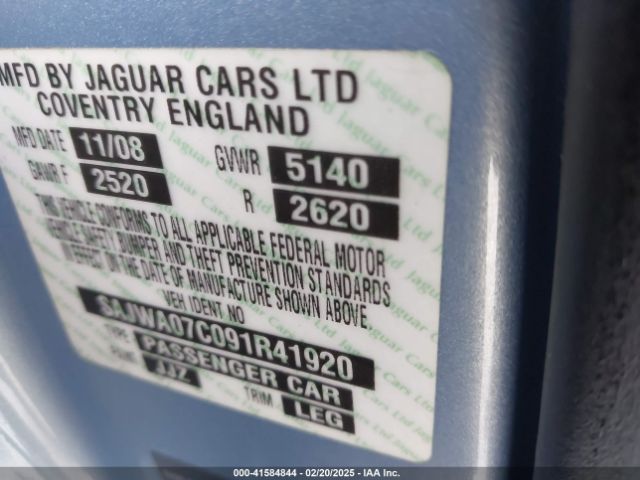 MFD BY JAGUAR CARS LTD
COVENTRY ENGLAND
MFD DATE 11/08 GVWR 5140
GAWR F 2520 R 2620
THIS VEHICLE CONFORMS TO ALL APPLICABLE FEDERAL MOTOR
VEHICLE SAFETY BUMPER AND THEFT PREVENTION STANDARDS
IN EFFECT ON THE DATE OF MANUFACTURE SHOWN ABOVE
VEH IDENT NO
SAJWA07C091R41920
TYPE PASSENGER CAR
PAINT JJZ TRIM LEG
000-41584844 — 02/20/2025 — IAA Inc.